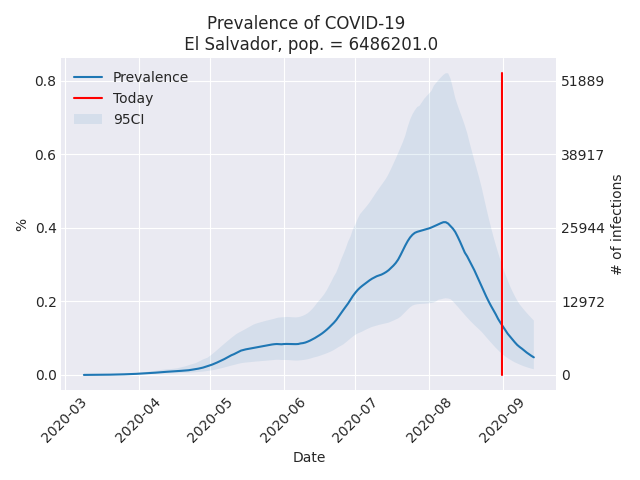 Prevalence of COVID-19
El Salvador, pop. = 6486201.0
Prevalence
Today
95CI
0.8
0.6
0.4
0.2
0.0
%
51889
38917
25944
12972
0
# of infections
2020-03
2020-04
2020-05
2020-06
2020-07
2020-08
2020-09
Date